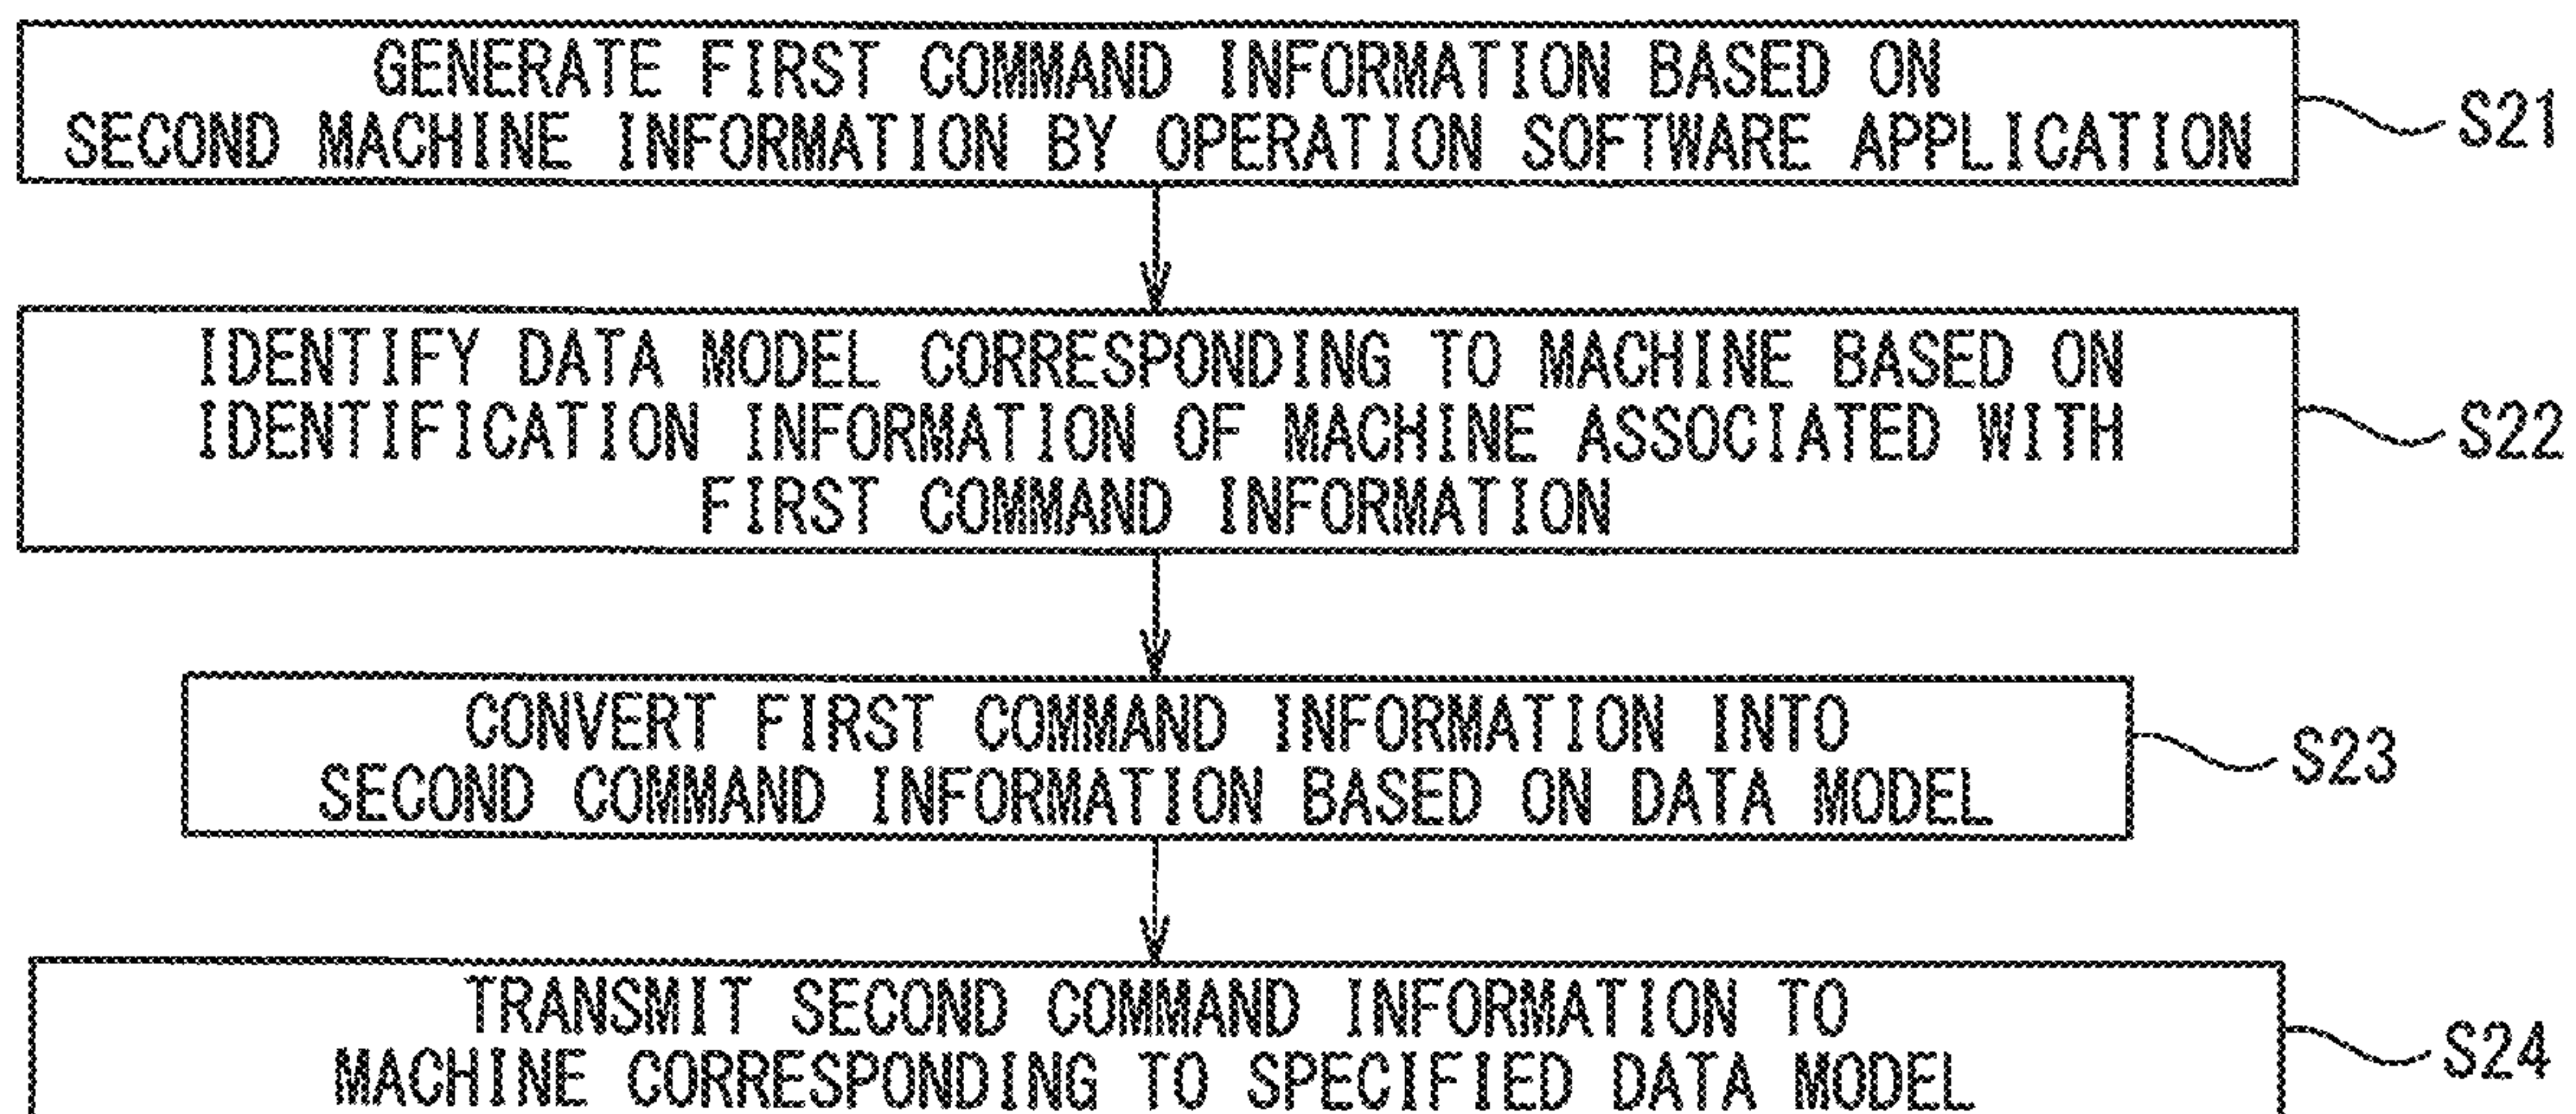 GENERATE FIRST COMMAND INFORMATION BASED ON
SECOND MACHINE INFORMATION BY OPERATION SOFTWARE APPLICATION
S21
IDENTIFY DATA MODEL CORRESPONDING TO MACHINE BASED ON
IDENTIFICATION INFORMATION OF MACHINE ASSOCIATED WITH
FIRST COMMAND INFORMATION
S22
CONVERT FIRST COMMAND INFORMATION INTO
SECOND COMMAND INFORMATION BASED ON DATA MODEL
S23
TRANSMIT SECOND COMMAND INFORMATION TO
MACHINE CORRESPONDING TO SPECIFIED DATA MODEL
S24